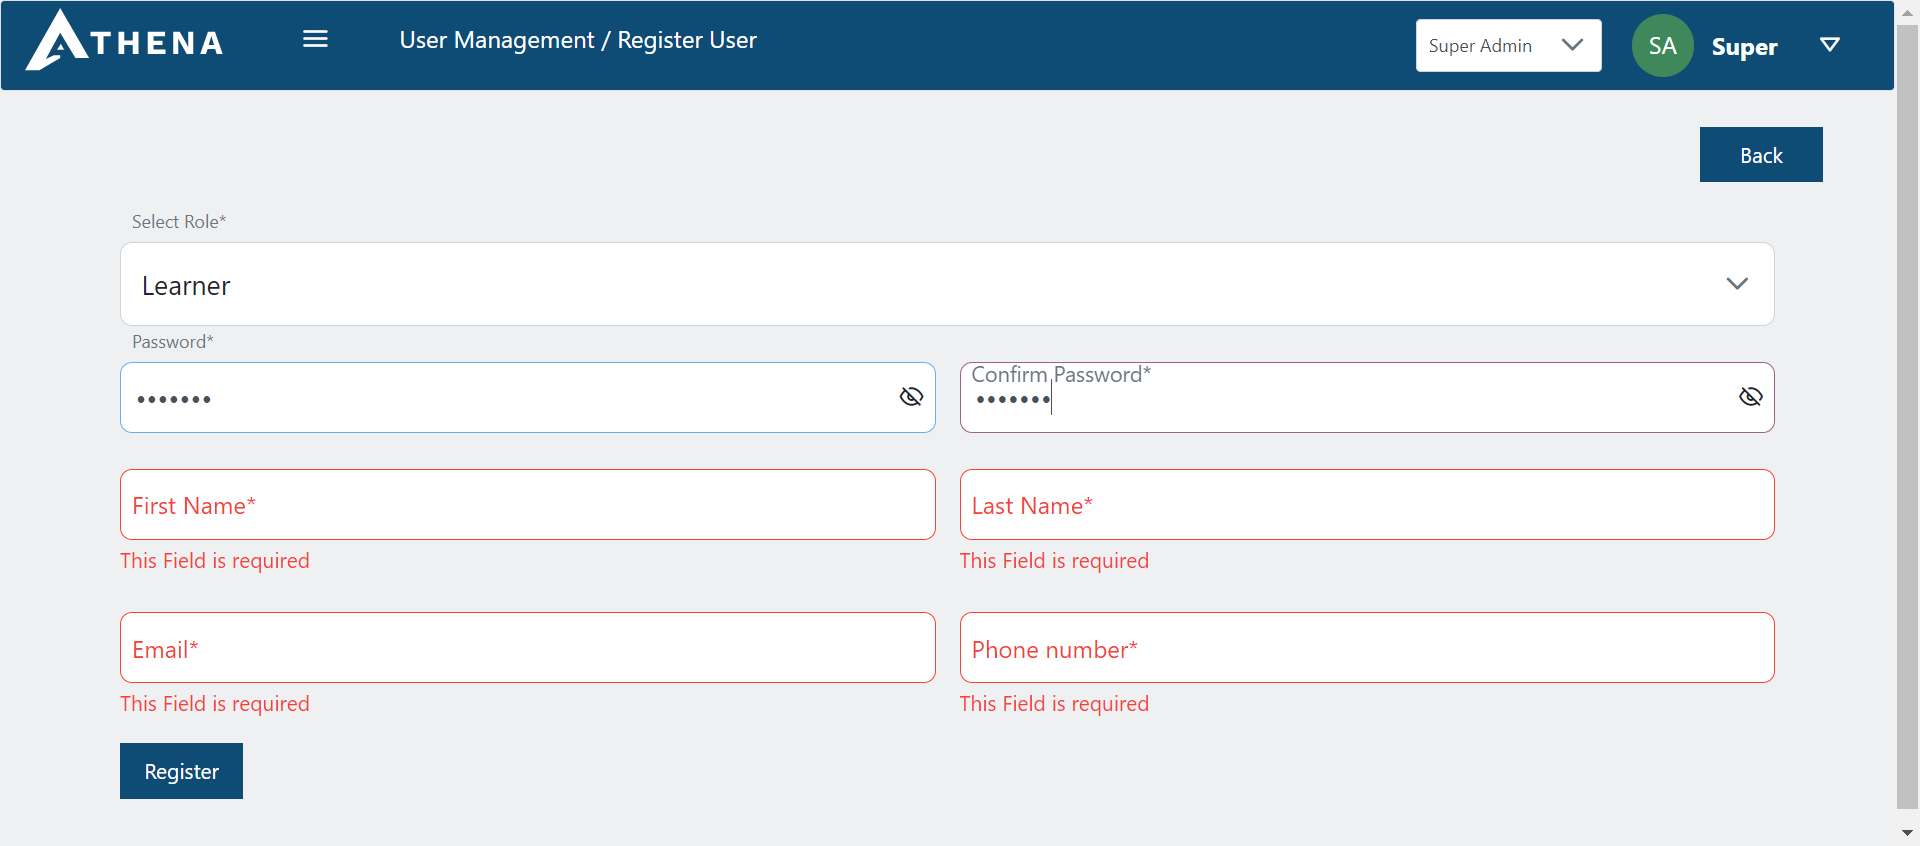 ATHENA
User Management / Register User
Super Admin
SA
Super
Back
Select Role*
Learner
Password*
•••••••
Confirm Password*
•••••••
First Name*
Last Name*
This Field is required
This Field is required
Email*
Phone number*
This Field is required
This Field is required
Register